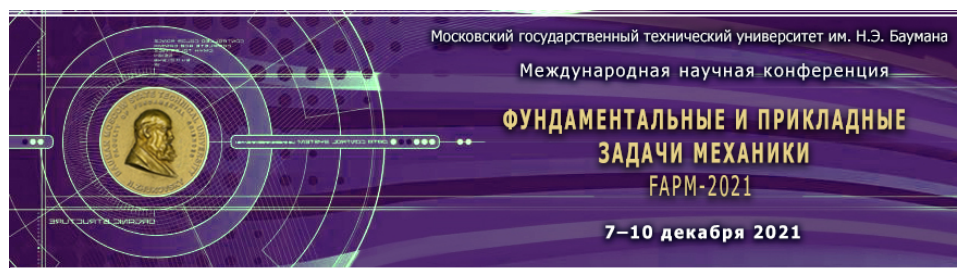 Московский государственный технический университет им. Н.Э. Баумана
Международная научная конференция
ФУНДАМЕНТАЛЬНЫЕ И ПРИКЛАДНЫЕ
ЗАДАЧИ МЕХАНИКИ
FAPM-2021
7–10 декабря 2021